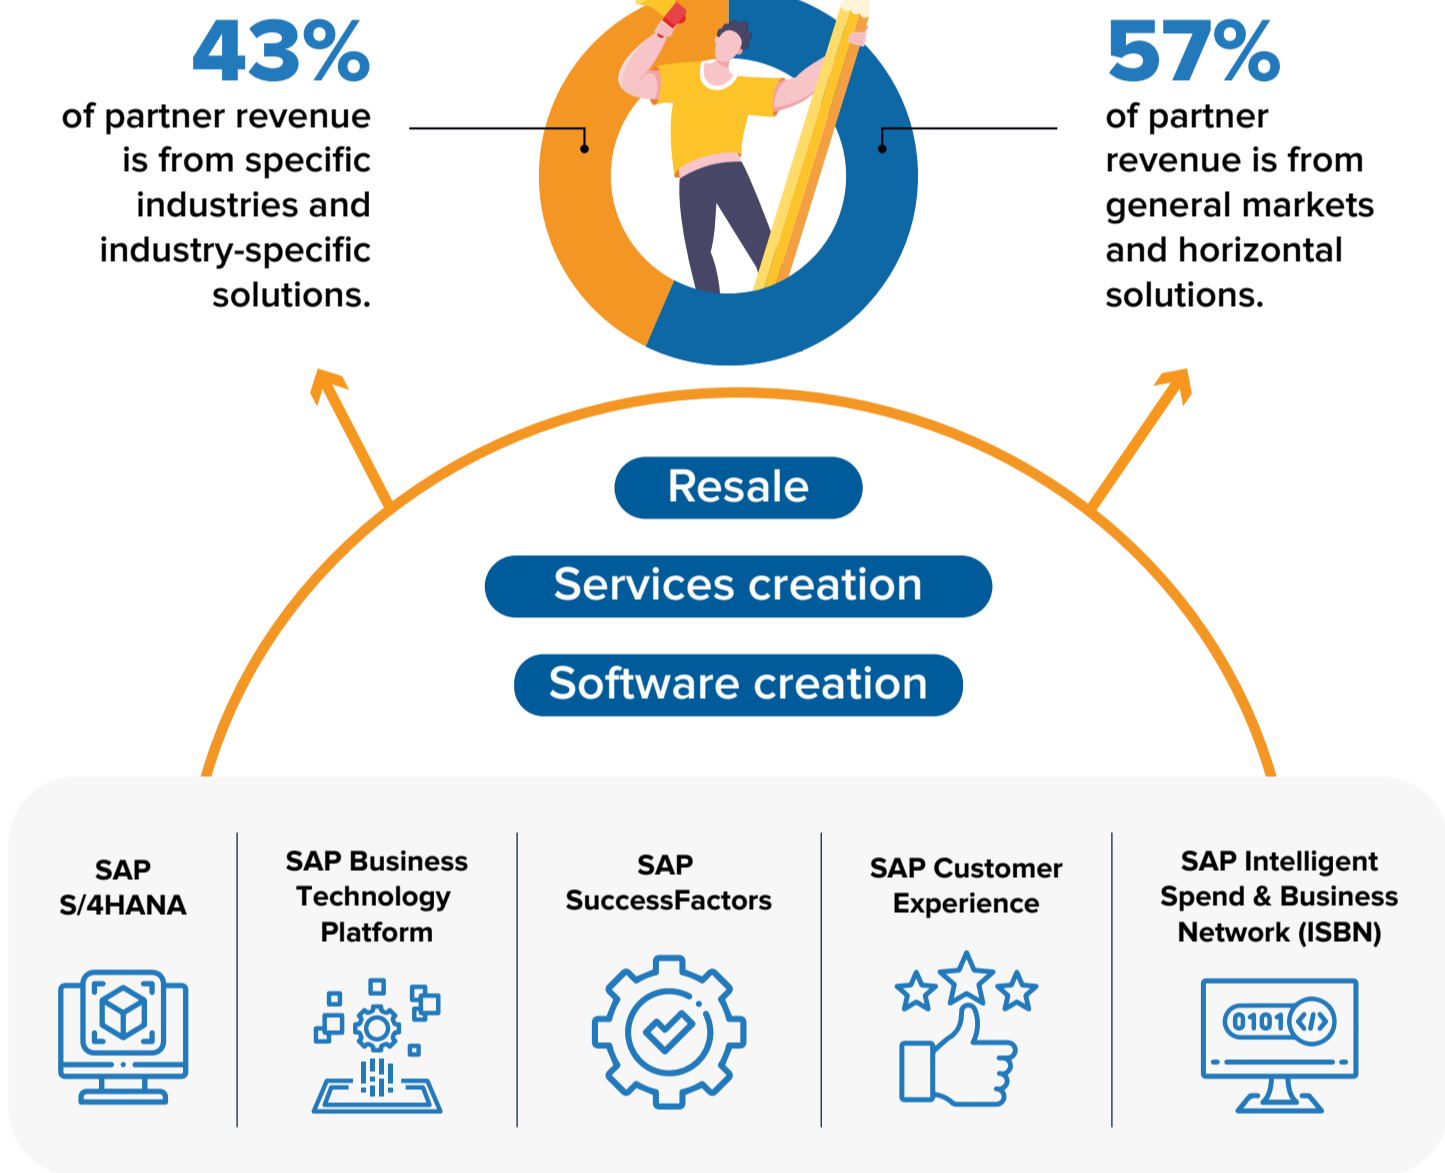 43%
of partner revenue
is from specific
industries and
industry-specific
solutions.
57%
of partner
revenue is from
general markets
and horizontal
solutions.
Resale
Services creation
Software creation
SAP
S/4HANA
SAP Business
Technology
Platform
SAP
SuccessFactors
SAP Customer
Experience
SAP Intelligent
Spend & Business
Network (ISBN)
0101 </>